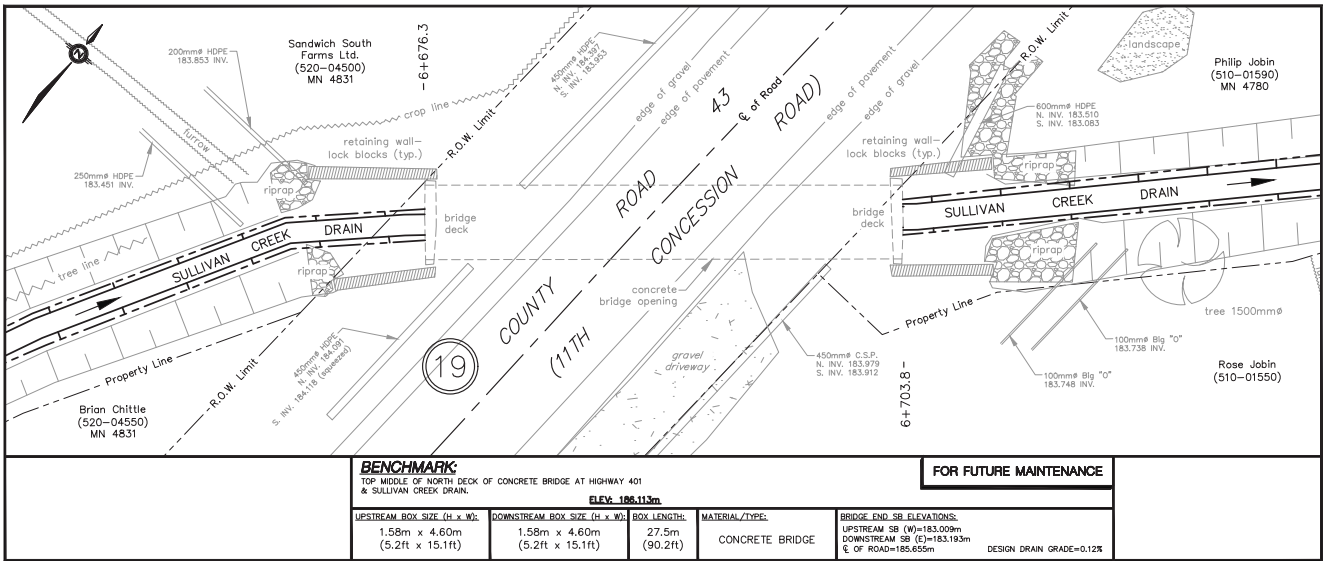 N
200mmø HDPE
183.853 INV.
Sandwich South
Farms Ltd.
(520-04500)
MN 4831
-6+676.3
450mmø HDPE
N. INV. 184.397
S. INV. 183.953
edge of gravel
edge of pavement
43
℄ of Road
ROAD)
edge of pavement
edge of gravel
R.O.W. Limit
landscape
Philip Jobin
(510-01590)
MN 4780
600mmø HDPE
N. INV. 183.510
S. INV. 183.083
crop line
R.O.W. Limit
furrow
retaining wall-
lock blocks (typ.)
retaining wall-
lock blocks (typ.)
250mmø HDPE
183.451 INV.
riprap
riprap
ROAD
CONCESSION
bridge
deck
bridge
deck
SULLIVAN CREEK DRAIN
SULLIVAN CREEK DRAIN
tree line
riprap
riprap
concrete
bridge opening
COUNTY
(11TH
19
Property Line
tree 1500mmø
Property Line
R.O.W. Limit
450mmø HDPE
N. INV. 184.091
S. INV. 184.118 (squeezed)
gravel
driveway
450mmø C.S.P.
N. INV. 183.979
S. INV. 183.912
6+703.8-
100mmø Big "O"
183.738 INV.
100mmø Big "O"
183.748 INV.
Rose Jobin
(510-01550)
Brian Chittle
(520-04550)
MN 4831
BENCHMARK:
TOP MIDDLE OF NORTH DECK OF CONCRETE BRIDGE AT HIGHWAY 401
& SULLIVAN CREEK DRAIN.
ELEV: 186.113m
FOR FUTURE MAINTENANCE
UPSTREAM BOX SIZE (H x W):
1.58m x 4.60m
(5.2ft x 15.1ft)
DOWNSTREAM BOX SIZE (H x W):
1.58m x 4.60m
(5.2ft x 15.1ft)
BOX LENGTH:
27.5m
(90.2ft)
MATERIAL/TYPE:
CONCRETE BRIDGE
BRIDGE END SB ELEVATIONS:
UPSTREAM SB (W)=183.009m
DOWNSTREAM SB (E)=183.193m
℄ OF ROAD=185.655m DESIGN DRAIN GRADE=0.12%